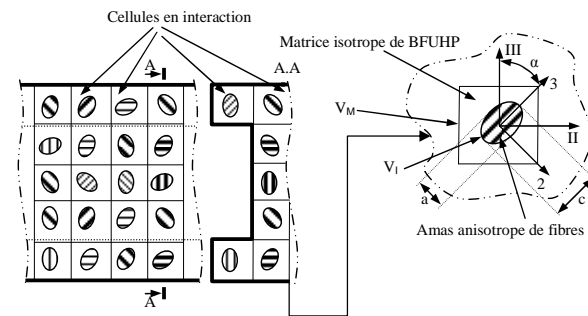 Cellules en interaction
A
A.A
Matrice isotrope de BFUHP
III
α
3
V_M
II
V_I
2
a
c
Amas anisotrope de fibres
A